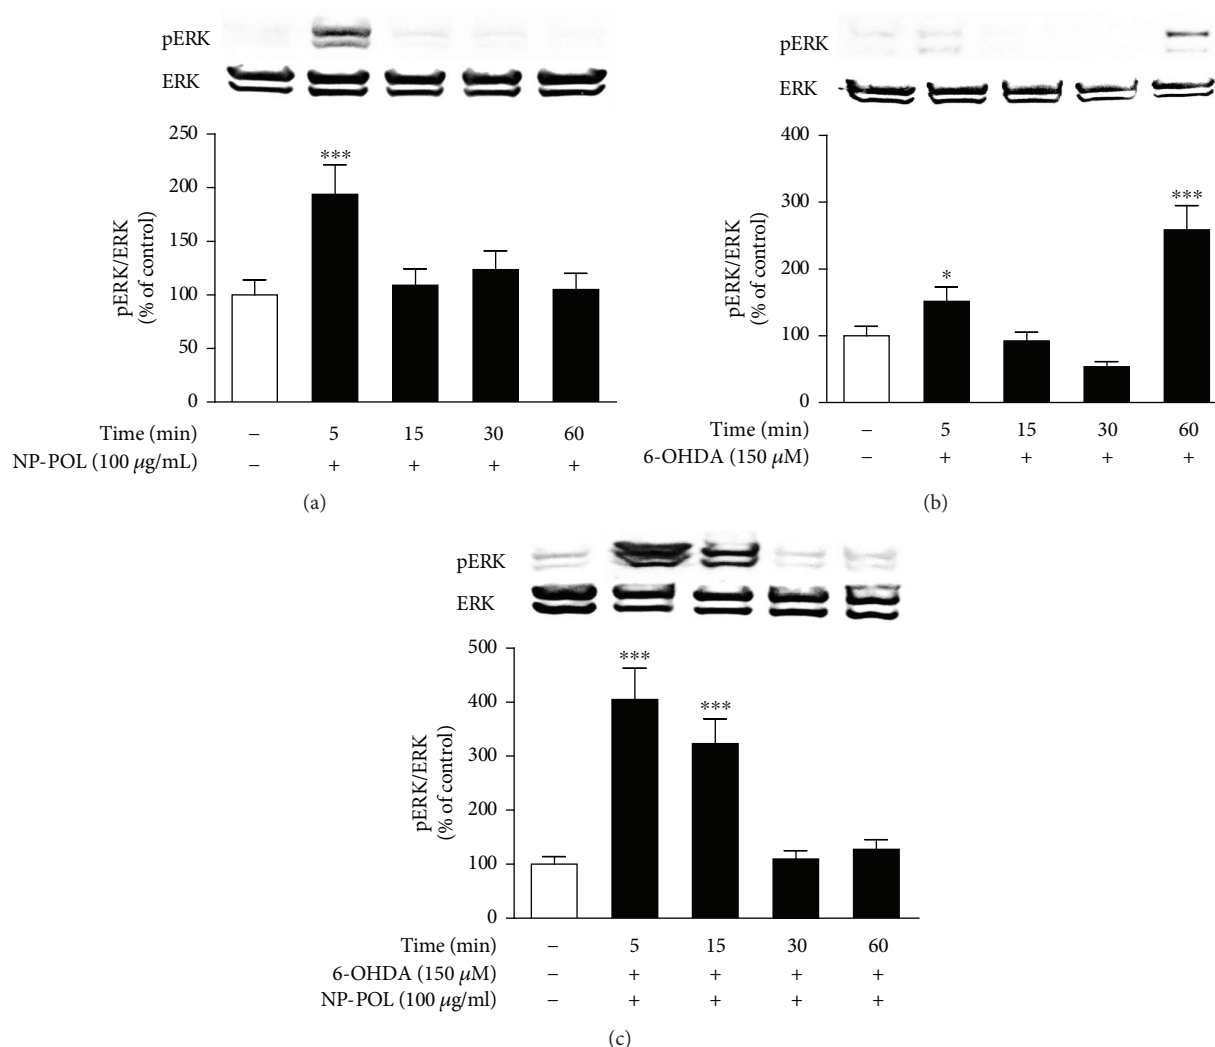 pERK
ERK
250
200
150
100
50
0
pERK/ERK
(% of control)
***
Time (min) – 5 15 30 60
NP-POL (100 μg/mL) – + + + +
(a)
pERK
ERK
400
300
200
100
0
pERK/ERK
(% of control)
*
***
Time (min) – 5 15 30 60
6-OHDA (150 μM) – + + + +
(b)
pERK
ERK
500
400
300
200
100
0
pERK/ERK
(% of control)
***
***
Time (min) – 5 15 30 60
6-OHDA (150 μM) – + + + +
NP-POL (100 μg/ml) – + + + +
(c)